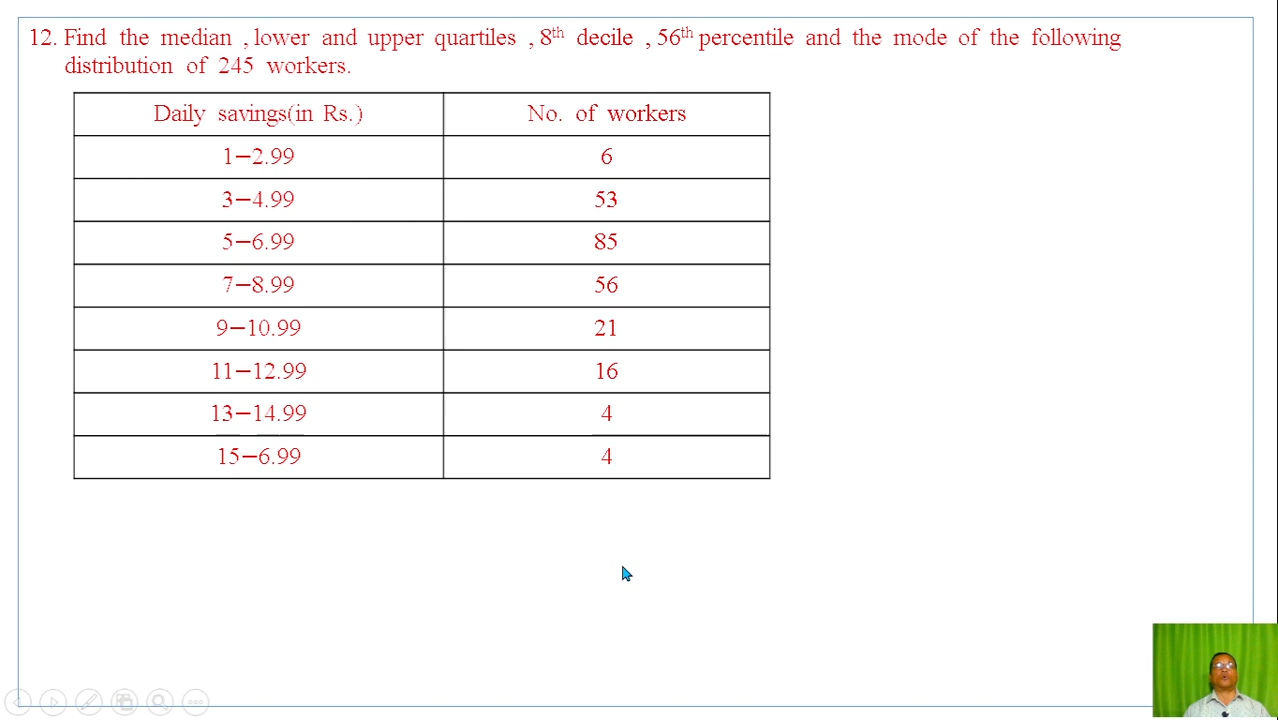 12. Find the median , lower and upper quartiles , 8th decile , 56th percentile and the mode of the following
distribution of 245 workers.
Daily savings(in Rs.) No. of workers
1−2.99 6
3−4.99 53
5−6.99 85
7−8.99 56
9−10.99 21
11−12.99 16
13−14.99 4
15−6.99 4